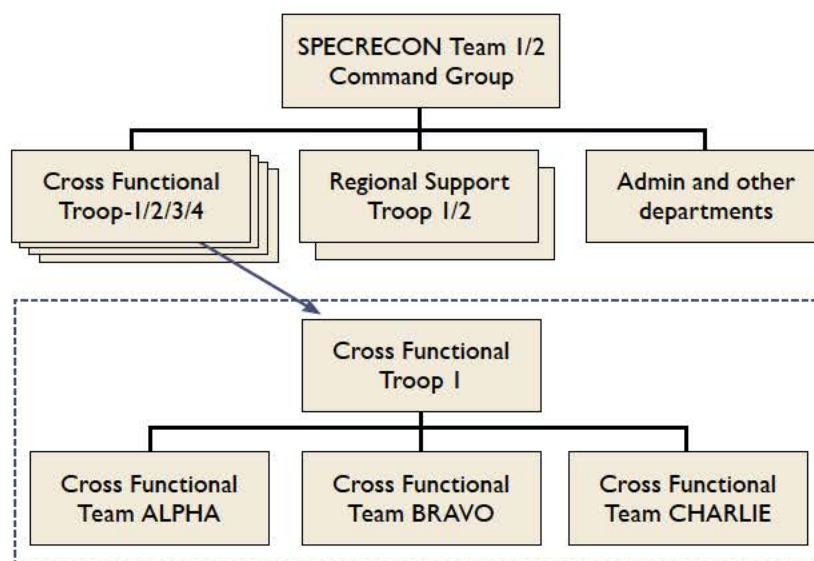 SPECRECON Team 1/2
Command Group
Cross Functional
Troop-1/2/3/4
Regional Support
Troop 1/2
Admin and other
departments
Cross Functional
Troop 1
Cross Functional
Team ALPHA
Cross Functional
Team BRAVO
Cross Functional
Team CHARLIE